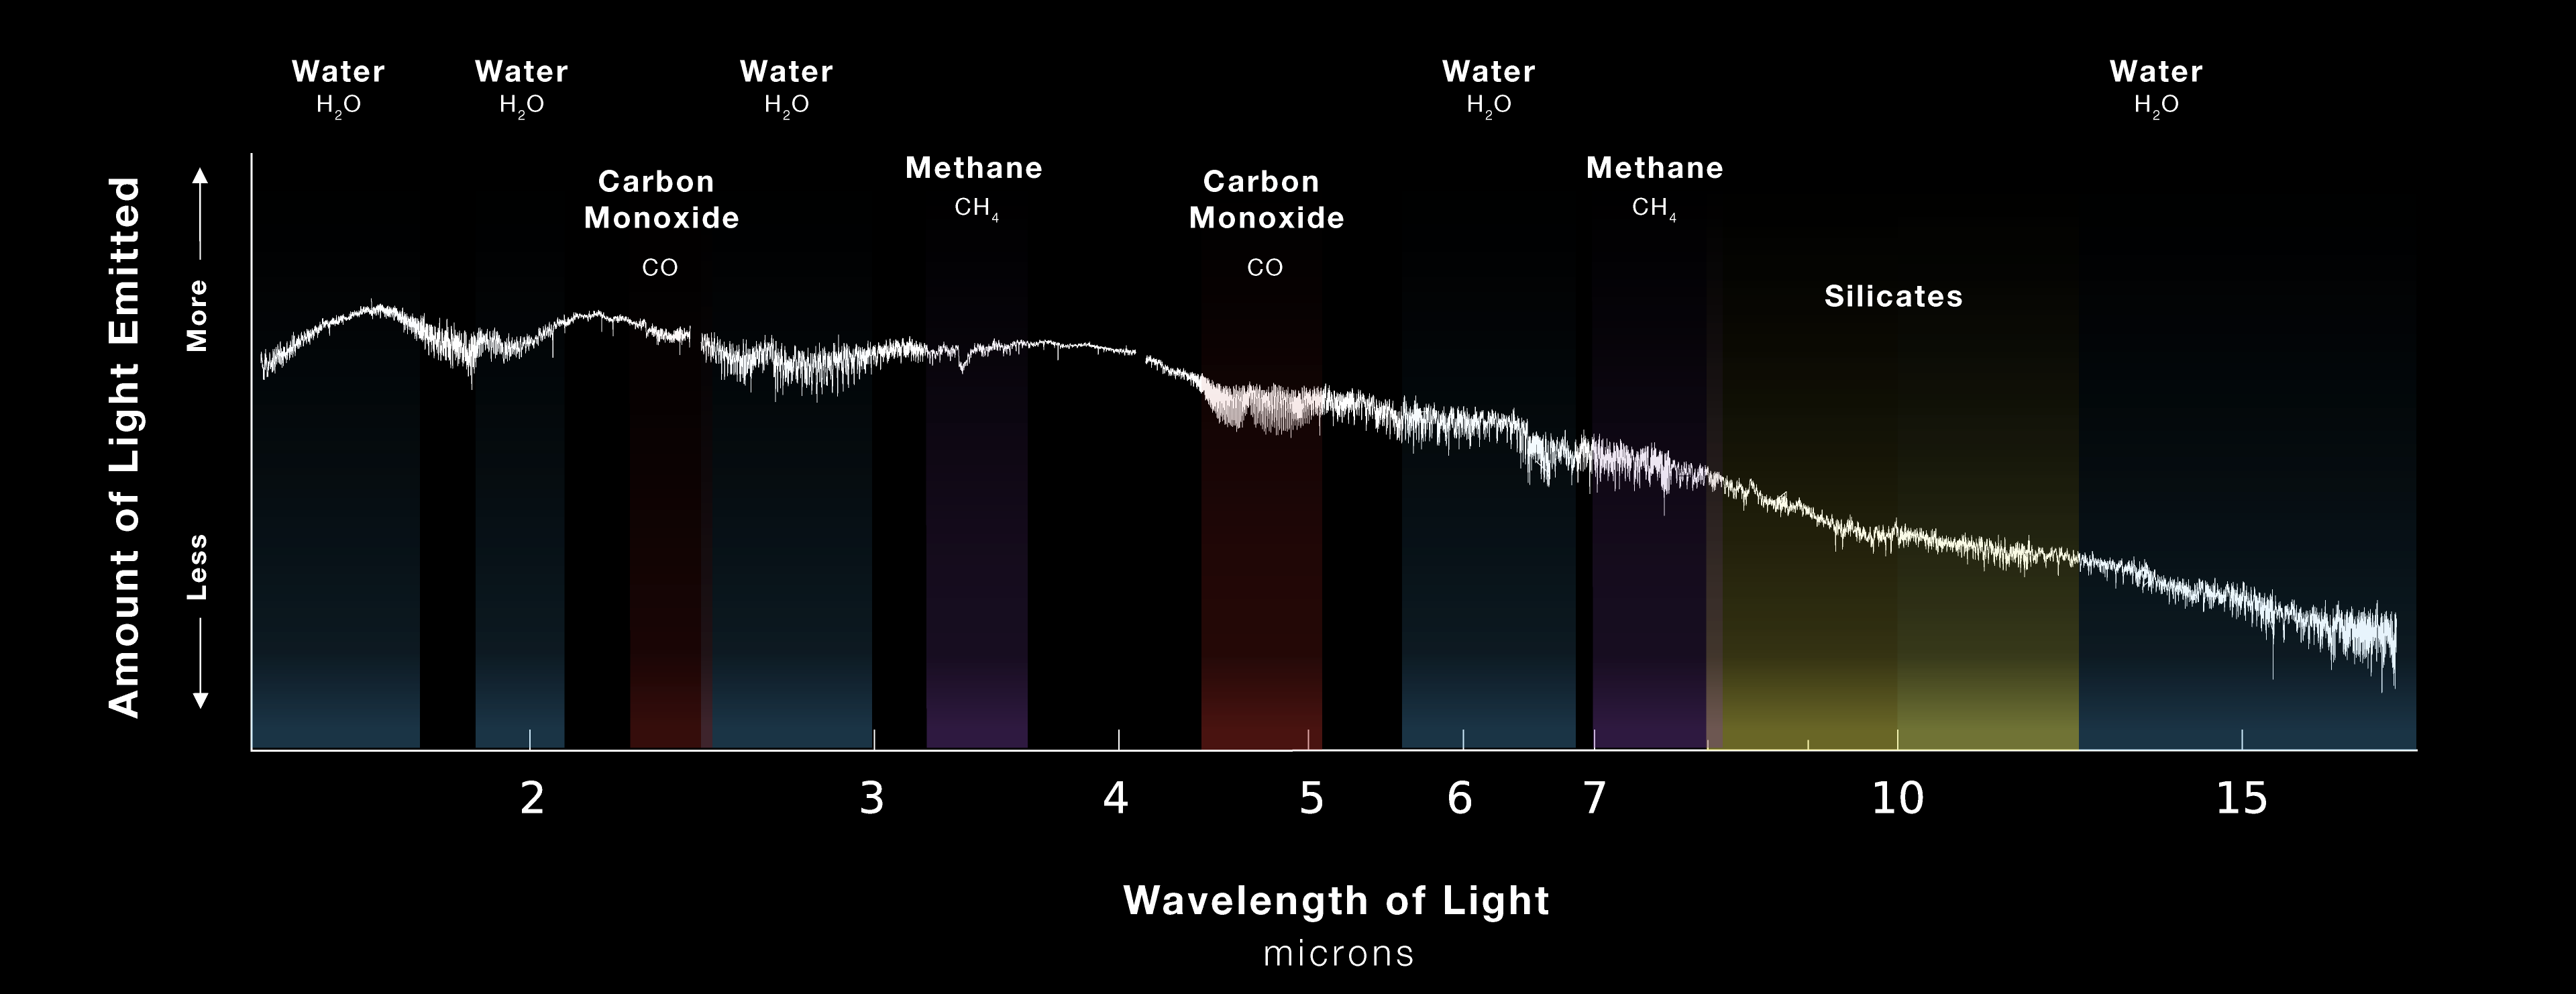 Water
H₂O
Water
H₂O
Water
H₂O
Water
H₂O
Water
H₂O
Carbon
Monoxide
CO
Methane
CH₄
Carbon
Monoxide
CO
Methane
CH₄
Silicates
Amount of Light Emitted
More
Less
2 3 4 5 6 7 10 15
Wavelength of Light
microns